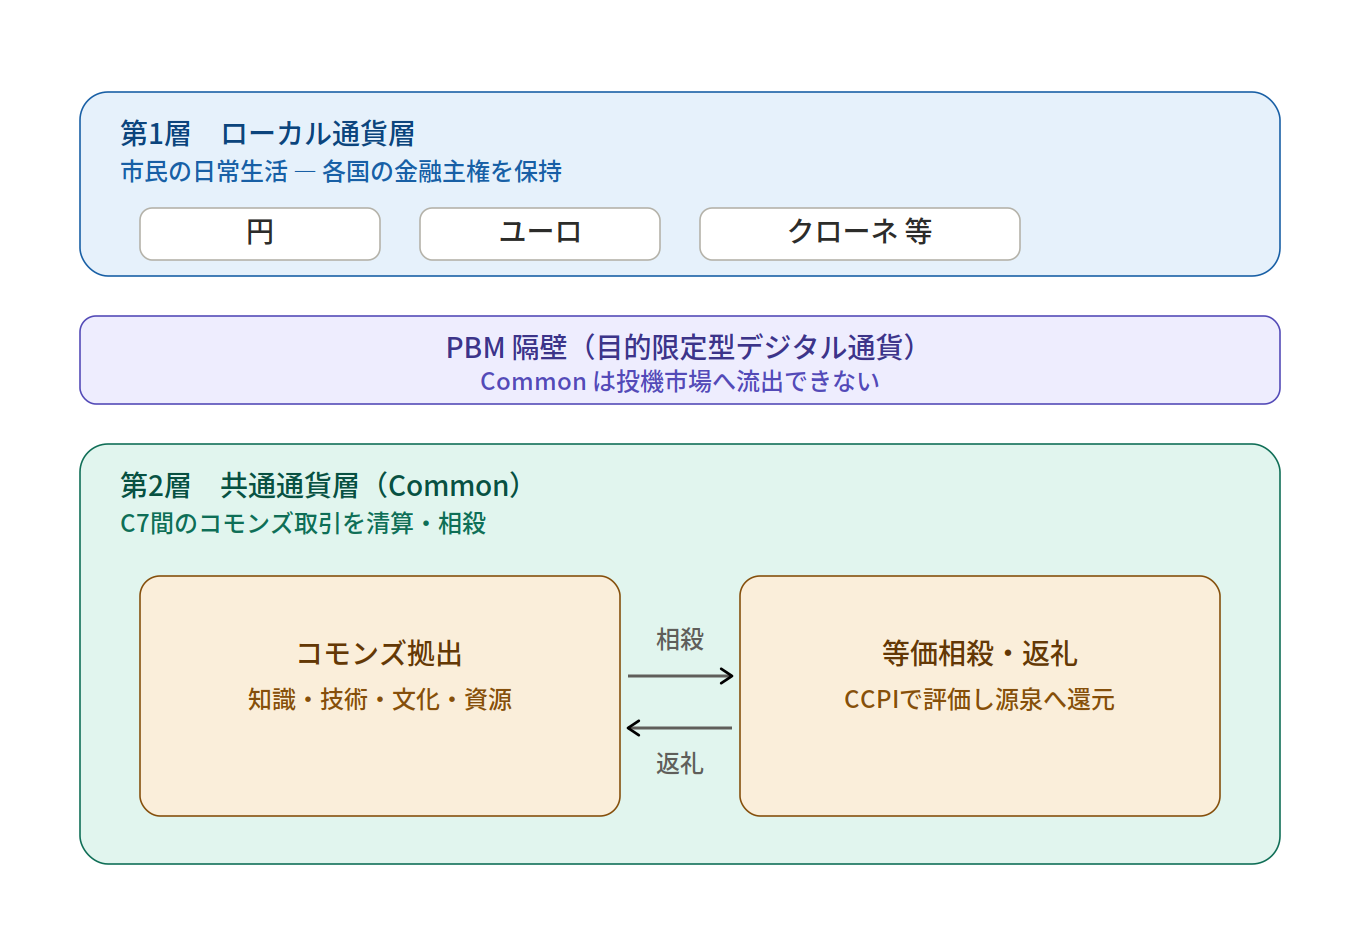 第1層　ローカル通貨層
市民の日常生活 — 各国の金融主権を保持
円
ユーロ
クローネ 等
PBM 隔壁（目的限定型デジタル通貨）
Common は投機市場へ流出できない
第2層　共通通貨層（Common）
C7間のコモンズ取引を清算・相殺
コモンズ拠出
知識・技術・文化・資源
相殺
返礼
等価相殺・返礼
CCPIで評価し源泉へ還元